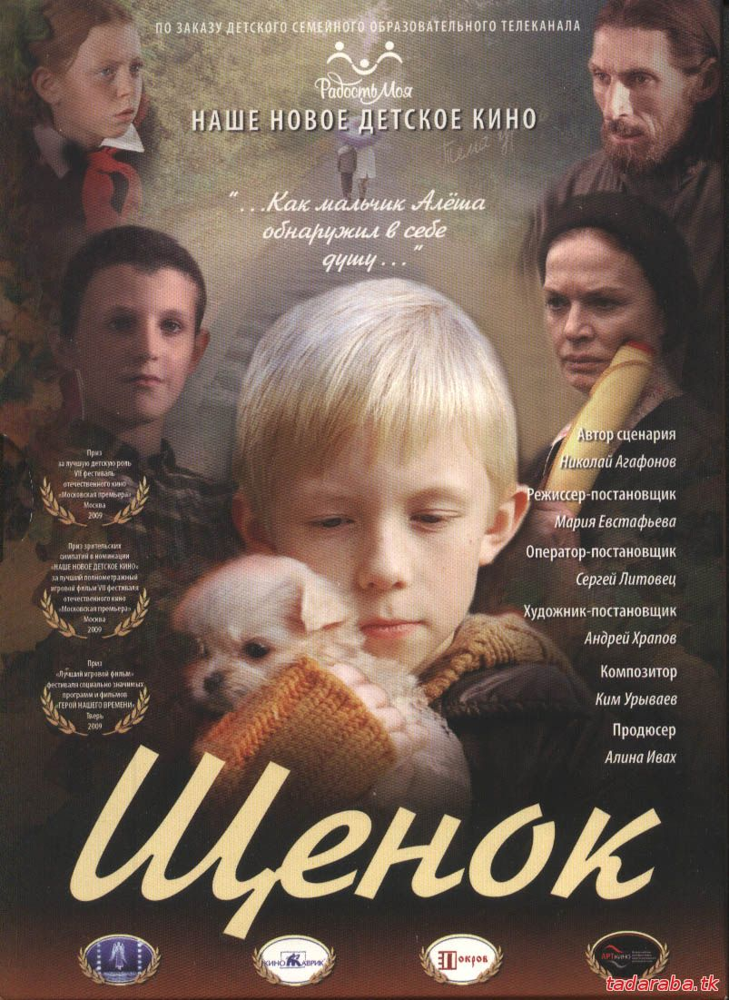 ПО ЗАКАЗУ ДЕТСКОГО СЕМЕЙНОГО ОБРАЗОВАТЕЛЬНОГО ТЕЛЕКАНАЛА
Радость Моя
НАШЕ НОВОЕ ДЕТСКОЕ КИНО
"...Как мальчик Алёша
обнаружил в себе
душу..."
Приз
за лучшую детскую роль
VII фестиваль
отечественного кино
«Московская премьера»
Москва
2009
Приз зрительских
симпатий в номинации
«НАШЕ НОВОЕ ДЕТСКОЕ КИНО»
за лучший полнометражный
игровой фильм VII фестиваля
отечественного кино
«Московская премьера»
Москва
2009
Приз
«Лучший игровой фильм»
фестиваля социально значимых
программ и фильмов
«ГЕРОЙ НАШЕГО ВРЕМЕНИ»
Тверь
2009
Автор сценария
Николай Агафонов
Режиссер-постановщик
Мария Евстафьева
Оператор-постановщик
Сергей Литовец
Художник-постановщик
Андрей Храпов
Композитор
Ким Урываев
Продюсер
Алина Ивах
Щенок
КИНО ТАВРИК
Покров
АРТкино
tadaraba.tk